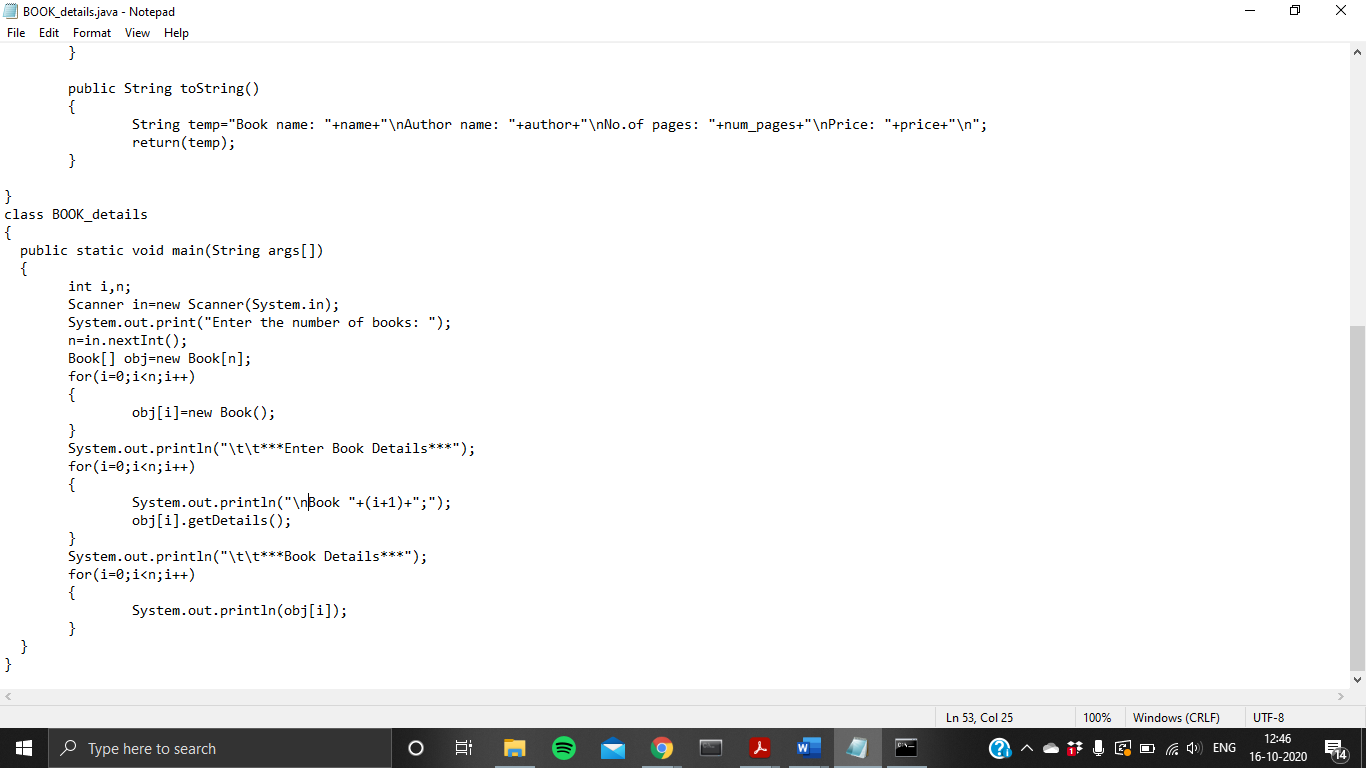 BOOK_details.java - Notepad
File Edit Format View Help
}
public String toString()
{
String temp="Book name: "+name+"\nAuthor name: "+author+"\nNo.of pages: "+num_pages+"\nPrice: "+price+"\n";
return(temp);
}
}
class BOOK_details
{
public static void main(String args[])
{
int i,n;
Scanner in=new Scanner(System.in);
System.out.print("Enter the number of books: ");
n=in.nextInt();
Book[] obj=new Book[n];
for(i=0;i<n;i++)
{
obj[i]=new Book();
}
System.out.println("\t\t***Enter Book Details***");
for(i=0;i<n;i++)
{
System.out.println("\nBook "+(i+1)+";");
obj[i].getDetails();
}
System.out.println("\t\t***Book Details***");
for(i=0;i<n;i++)
{
System.out.println(obj[i]);
}
}
}
Ln 53, Col 25 100% Windows (CRLF) UTF-8
Type here to search
ENG
12:46
16-10-2020
14